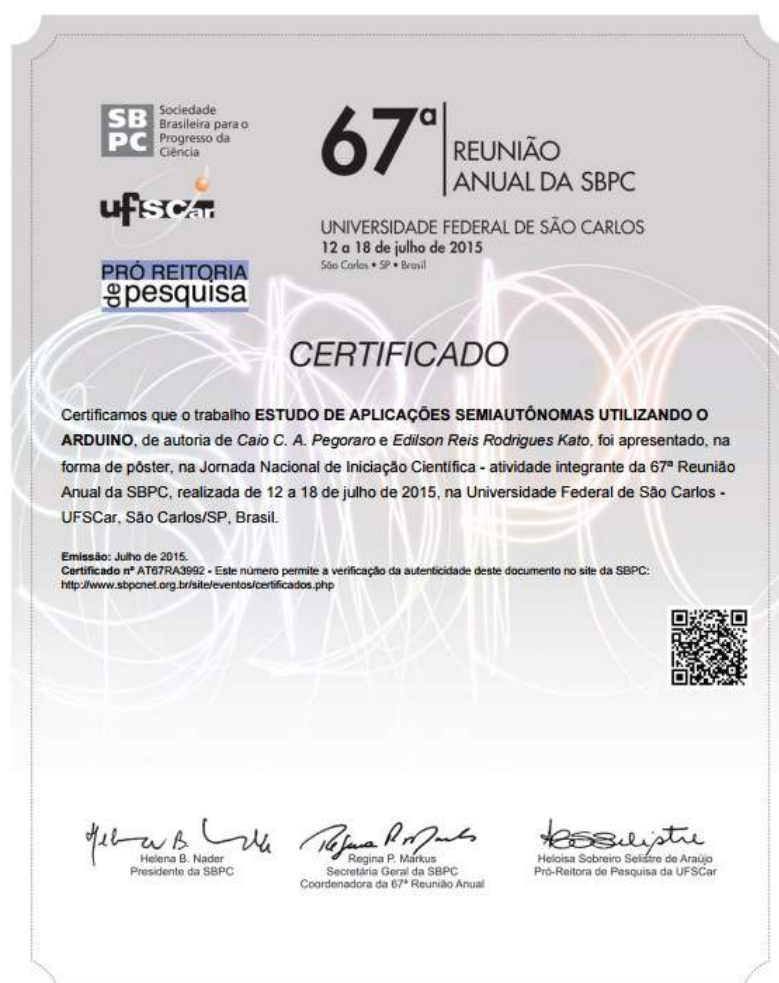 SB
PC
Sociedade
Brasileira para o
Progresso da
Ciência
ufscar
PRÓ REITORIA
de pesquisa
67ª
REUNIÃO
ANUAL DA SBPC
UNIVERSIDADE FEDERAL DE SÃO CARLOS
12 a 18 de julho de 2015
São Carlos • SP • Brasil
CERTIFICADO
Certificamos que o trabalho ESTUDO DE APLICAÇÕES SEMIAUTÔNOMAS UTILIZANDO O
ARDUINO, de autoria de Caio C. A. Pegoraro e Edilson Reis Rodrigues Kato, foi apresentado, na
forma de pôster, na Jornada Nacional de Iniciação Científica - atividade integrante da 67ª Reunião
Anual da SBPC, realizada de 12 a 18 de julho de 2015, na Universidade Federal de São Carlos -
UFSCar, São Carlos/SP, Brasil.
Emissão: Julho de 2015.
Certificado nº AT67RA3992 - Este número permite a verificação da autenticidade deste documento no site da SBPC:
http://www.sbpcnet.org.br/site/eventos/certificados.php
Helena B. Nader
Presidente da SBPC
Regina P. Markus
Secretária Geral da SBPC
Coordenadora da 67ª Reunião Anual
Heloisa Sobreiro Selistre de Araújo
Pró-Reitora de Pesquisa da UFSCar